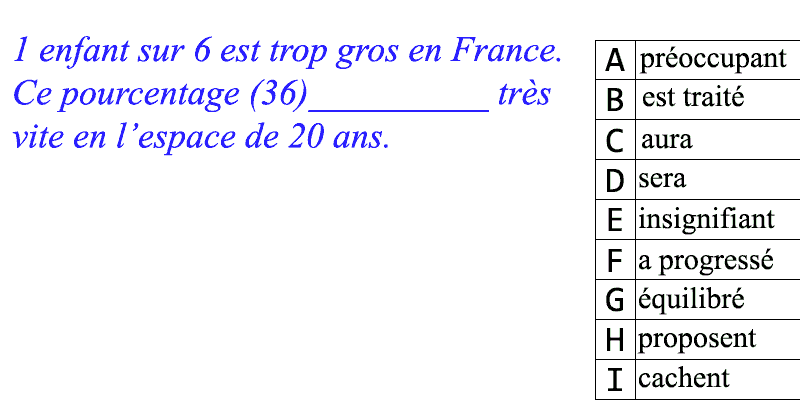 1 enfant sur 6 est trop gros en France.
Ce pourcentage (36)__________ très
vite en l’espace de 20 ans.
A préoccupant
B est traité
C aura
D sera
E insignifiant
F a progressé
G équilibré
H proposent
I cachent